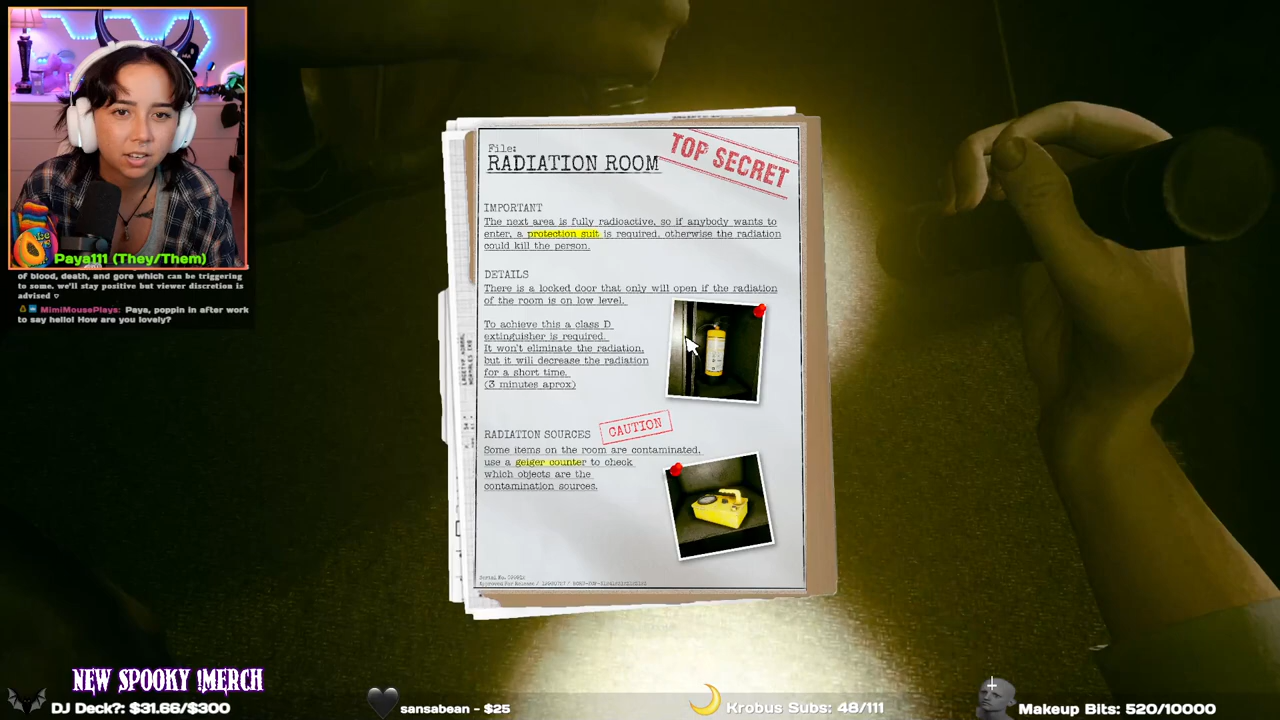 Paya111 (They/Them)
of blood, death, and gore which can be triggering
to some. we'll stay positive but viewer discretion is
advised ♡
MimiMousePlays: Paya, poppin in after work
to say hello! How are you lovely?
File:
RADIATION ROOM
TOP SECRET
IMPORTANT
The next area is fully radioactive, so if anybody wants to
enter, a protection suit is required, otherwise the radiation
could kill the person.
DETAILS
There is a locked door that only will open if the radiation
of the room is on low level.
To achieve this a class D
extinguisher is required.
It won't eliminate the radiation,
but it will decrease the radiation
for a short time.
(3 minutes aprox)
RADIATION SOURCES
CAUTION
Some items on the room are contaminated,
use a geiger counter to check
which objects are the
contamination sources.
NEW SPOOKY !MERCH
DJ Deck?: $31.66/$300
sansabean - $25
Krobus Subs: 48/111
Makeup Bits: 520/10000